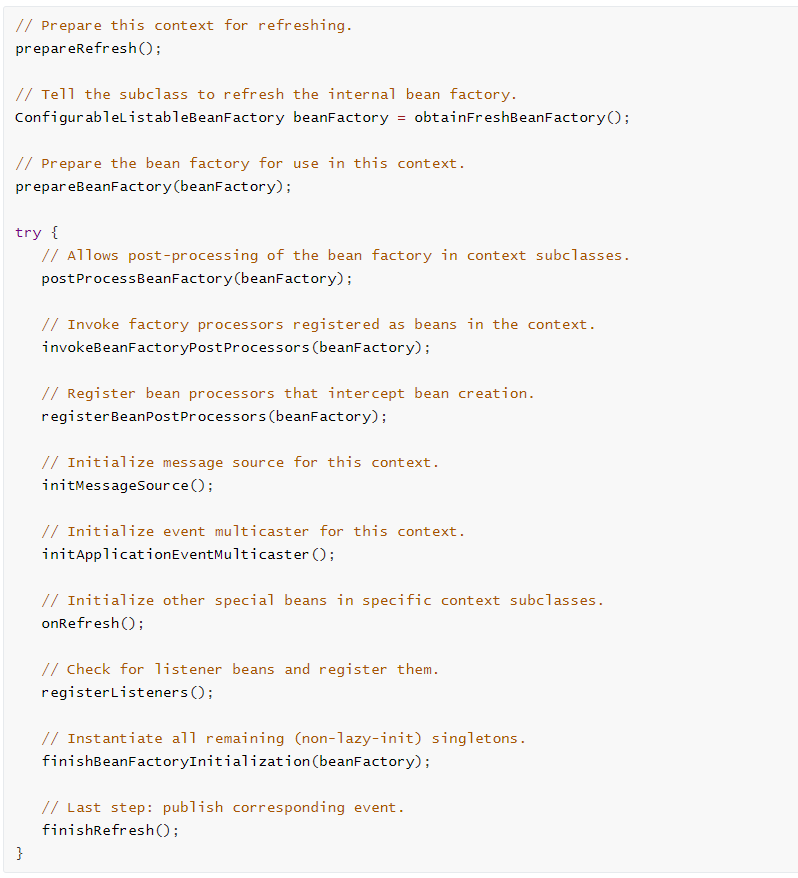 // Prepare this context for refreshing.
prepareRefresh();

// Tell the subclass to refresh the internal bean factory.
ConfigurableListableBeanFactory beanFactory = obtainFreshBeanFactory();

// Prepare the bean factory for use in this context.
prepareBeanFactory(beanFactory);

try {
   // Allows post-processing of the bean factory in context subclasses.
   postProcessBeanFactory(beanFactory);

   // Invoke factory processors registered as beans in the context.
   invokeBeanFactoryPostProcessors(beanFactory);

   // Register bean processors that intercept bean creation.
   registerBeanPostProcessors(beanFactory);

   // Initialize message source for this context.
   initMessageSource();

   // Initialize event multicaster for this context.
   initApplicationEventMulticaster();

   // Initialize other special beans in specific context subclasses.
   onRefresh();

   // Check for listener beans and register them.
   registerListeners();

   // Instantiate all remaining (non-lazy-init) singletons.
   finishBeanFactoryInitialization(beanFactory);

   // Last step: publish corresponding event.
   finishRefresh();
}